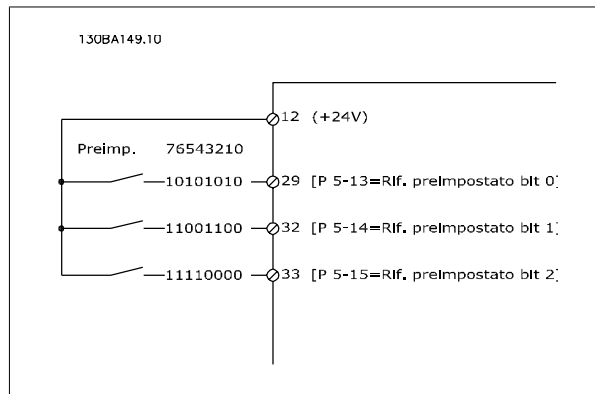 130BA149.10
12 (+24V)
Preimp. 76543210
10101010 29 [P 5-13=Rif. preimpostato bit 0]
11001100 32 [P 5-14=Rif. preimpostato bit 1]
11110000 33 [P 5-15=Rif. preimpostato bit 2]